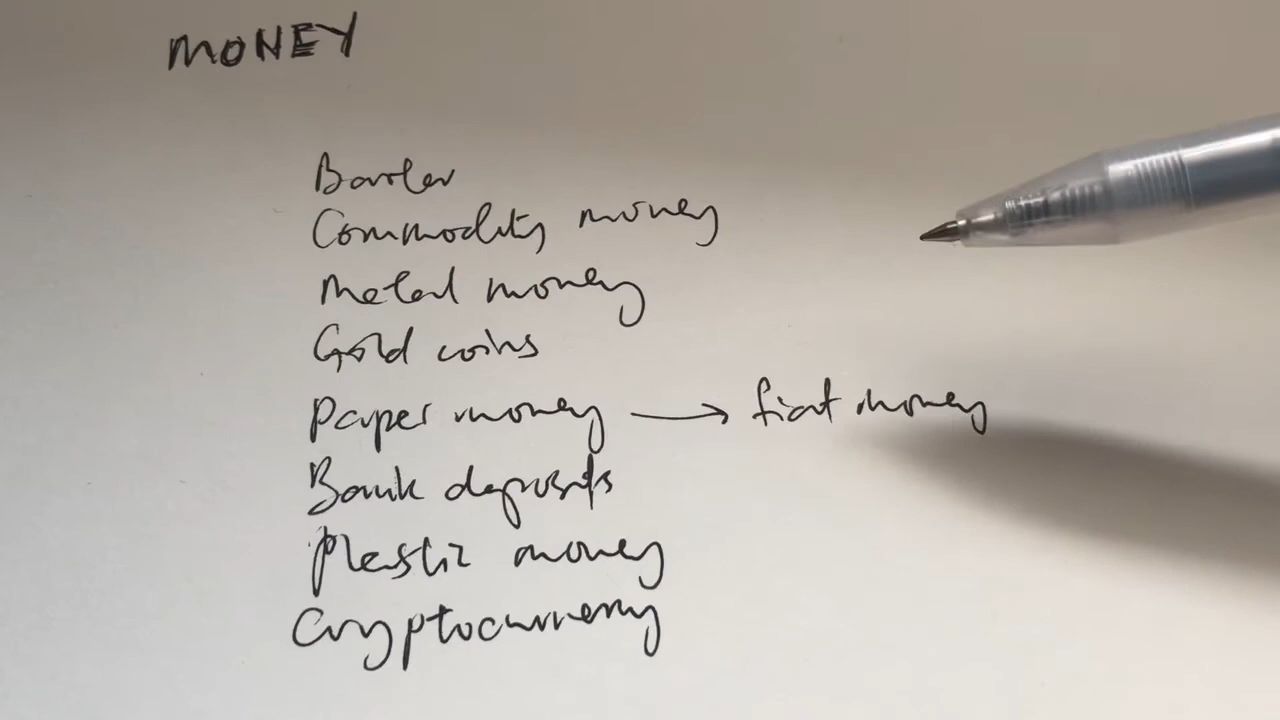 MONEY
Barter
Commodity money
Metal money
Gold coins
Paper money → fiat money
Bank deposits
Plastic money
Cryptocurrency